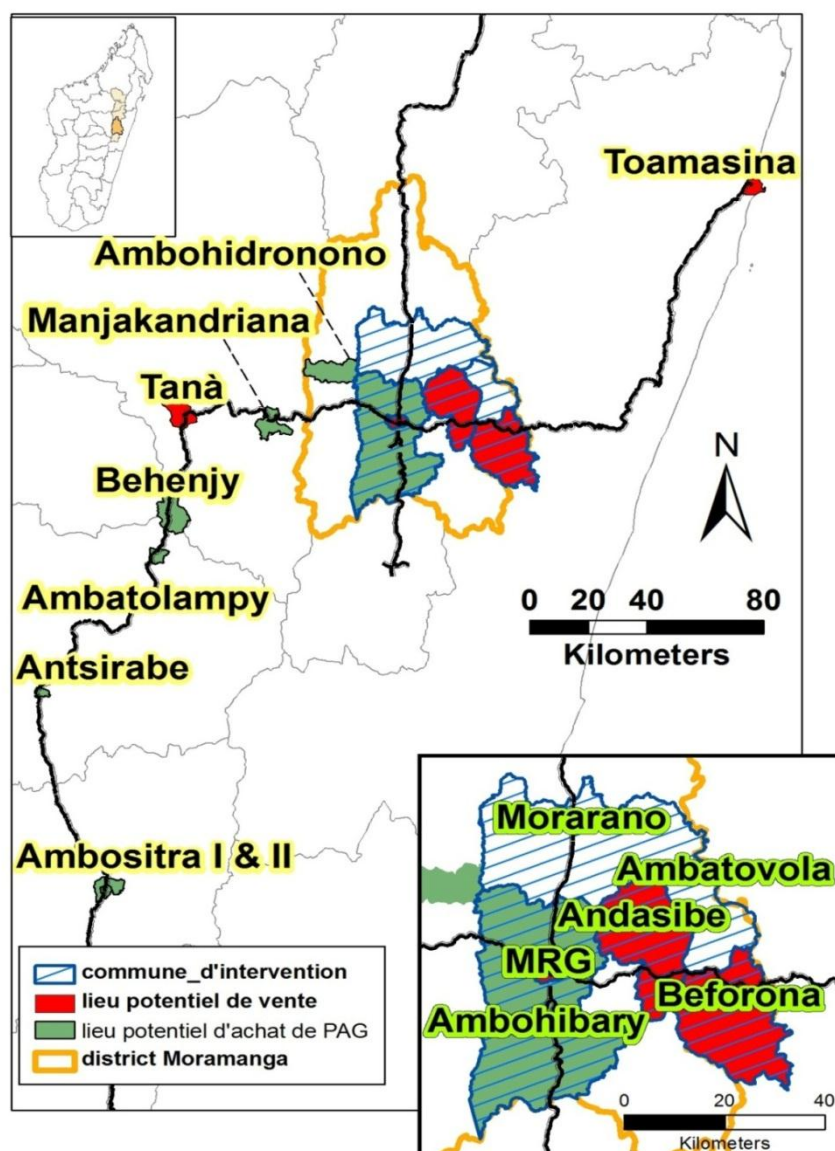 Toamasina
Ambohidronono
Manjakandriana
Tanà
Behenjy
N
Ambatolampy
0 20 40 80
Kilometers
Antsirabe
Ambositra I & II
Morarano
Ambatovola
Andasibe
MRG
Beforona
Ambohibary
commune_d'intervention
lieu potentiel de vente
lieu potentiel d'achat de PAG
district Moramanga
0 20 40
Kilometers